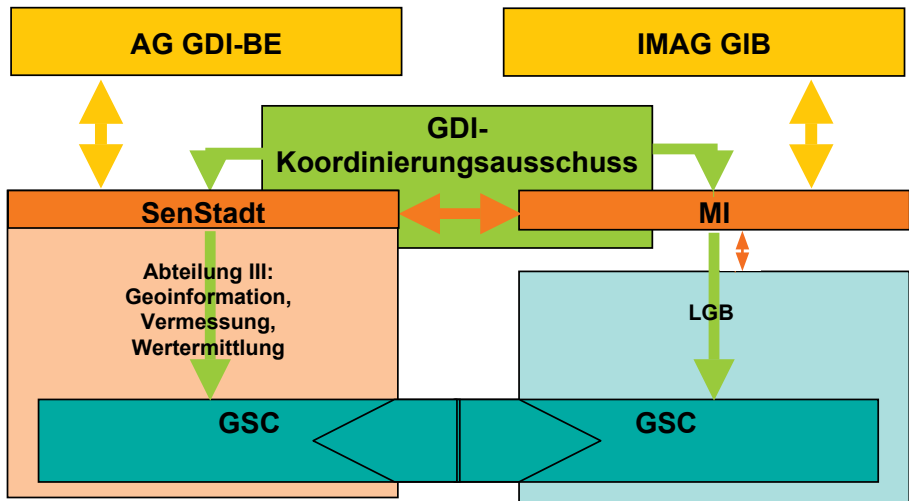 AG GDI-BE
IMAG GIB
GDI-
Koordinierungsausschuss
SenStadt
MI
Abteilung III:
Geoinformation,
Vermessung,
Wertermittlung
LGB
GSC
GSC